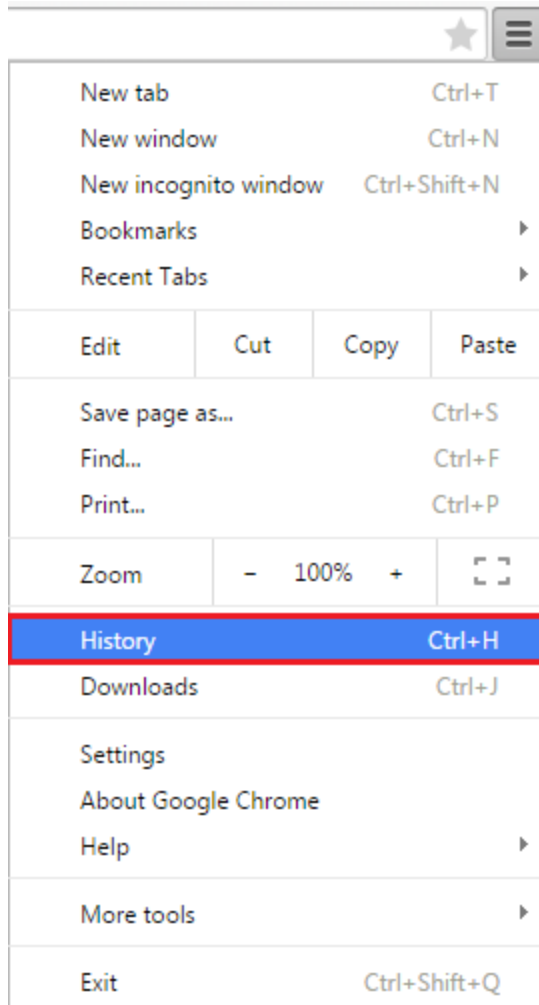 New tab Ctrl+T
New window Ctrl+N
New incognito window Ctrl+Shift+N
Bookmarks
Recent Tabs
Edit Cut Copy Paste
Save page as... Ctrl+S
Find... Ctrl+F
Print... Ctrl+P
Zoom − 100% +
History Ctrl+H
Downloads Ctrl+J
Settings
About Google Chrome
Help
More tools
Exit Ctrl+Shift+Q